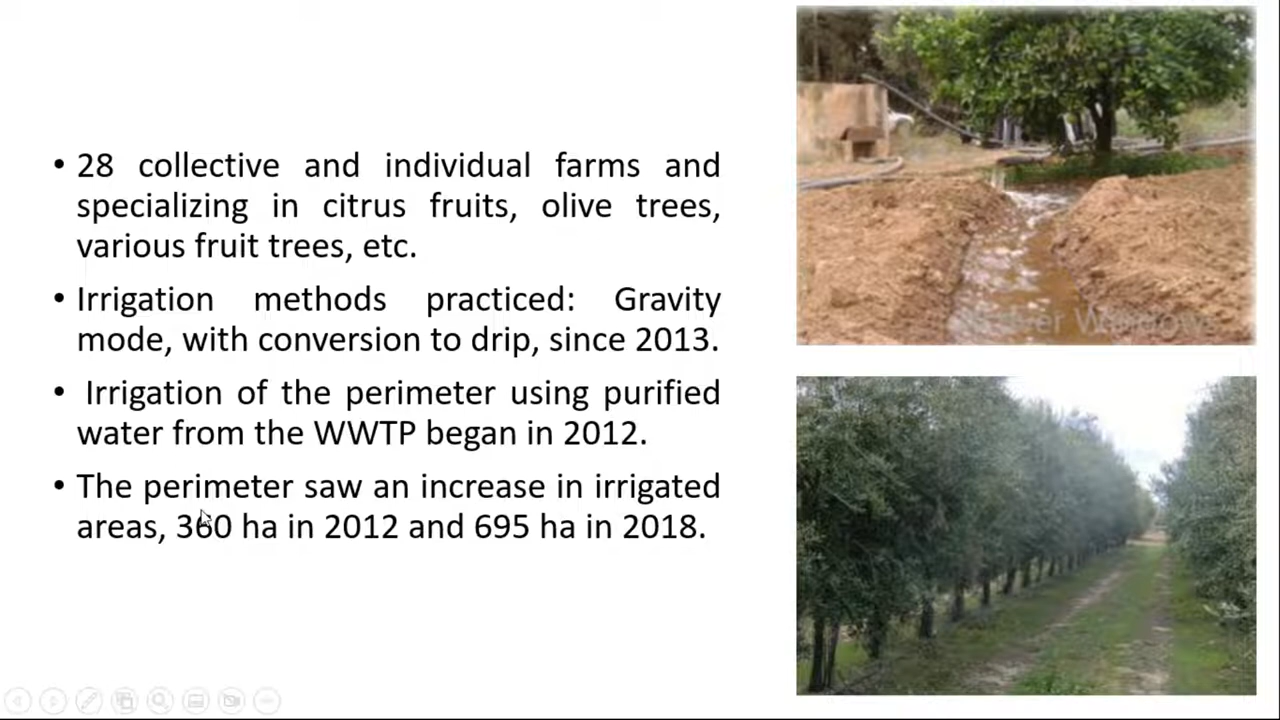 • 28 collective and individual farms and
specializing in citrus fruits, olive trees,
various fruit trees, etc.
• Irrigation methods practiced: Gravity
mode, with conversion to drip, since 2013.
• Irrigation of the perimeter using purified
water from the WWTP began in 2012.
• The perimeter saw an increase in irrigated
areas, 360 ha in 2012 and 695 ha in 2018.